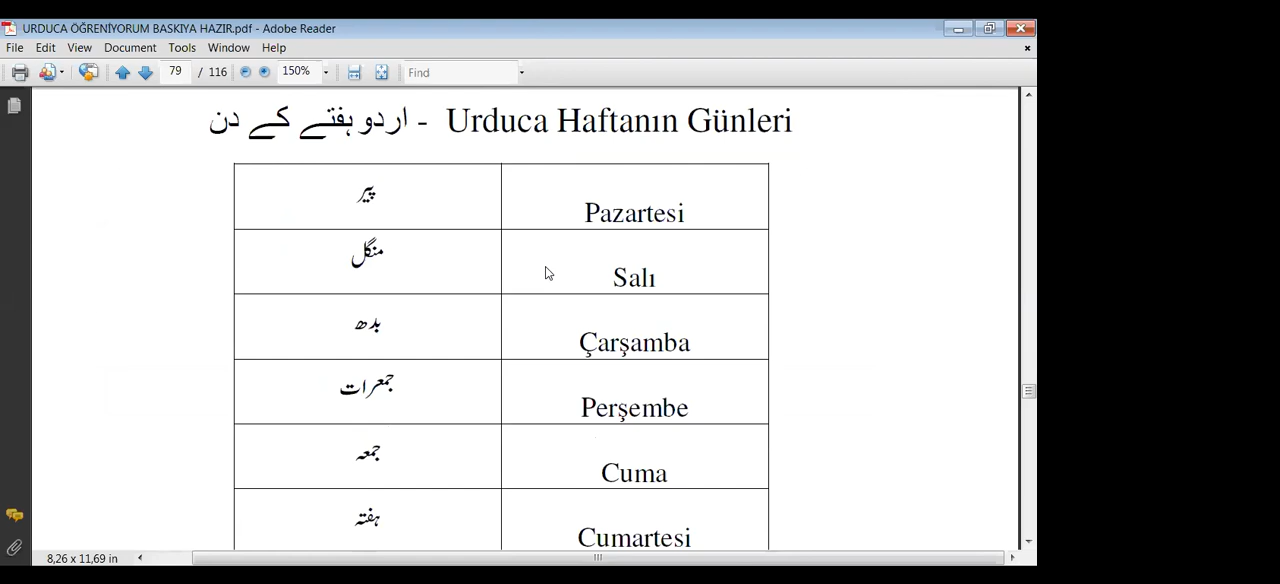 URDUCA ÖĞRENİYORUM BASKIYA HAZIR.pdf - Adobe Reader
File Edit View Document Tools Window Help
79 / 116 150% Find
Urduca Haftanın Günleri - اردو ہفتے کے دن
پیر Pazartesi
منگل Salı
بدھ Çarşamba
جمعرات Perşembe
جمعہ Cuma
ہفتہ Cumartesi
8,26 x 11,69 in